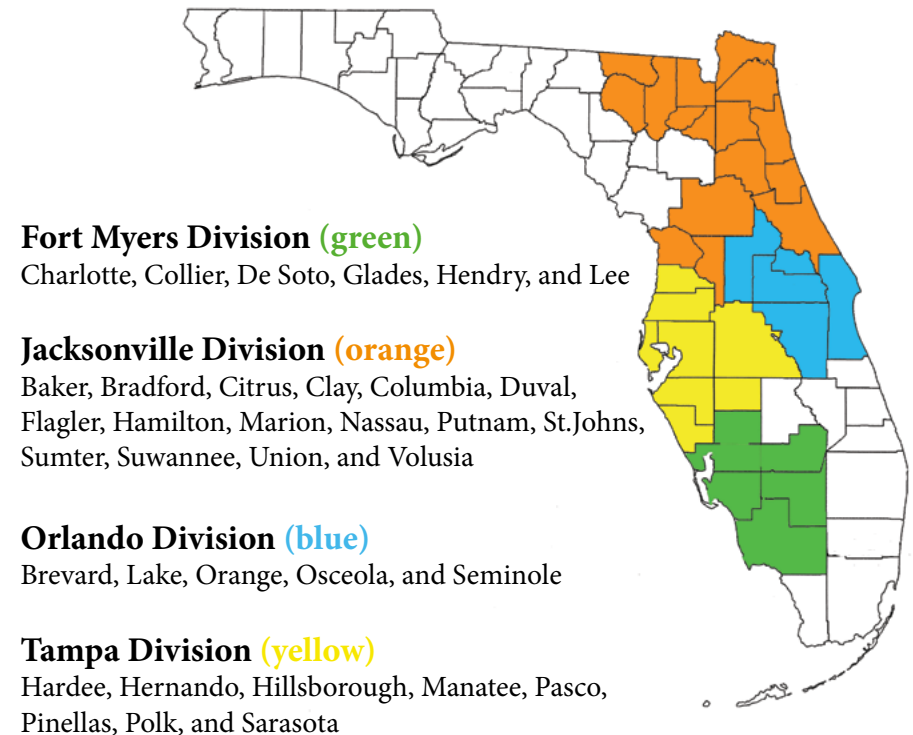 Fort Myers Division (green)
Charlotte, Collier, De Soto, Glades, Hendry, and Lee
Jacksonville Division (orange)
Baker, Bradford, Citrus, Clay, Columbia, Duval,
Flagler, Hamilton, Marion, Nassau, Putnam, St.Johns,
Sumter, Suwannee, Union, and Volusia
Orlando Division (blue)
Brevard, Lake, Orange, Osceola, and Seminole
Tampa Division (yellow)
Hardee, Hernando, Hillsborough, Manatee, Pasco,
Pinellas, Polk, and Sarasota